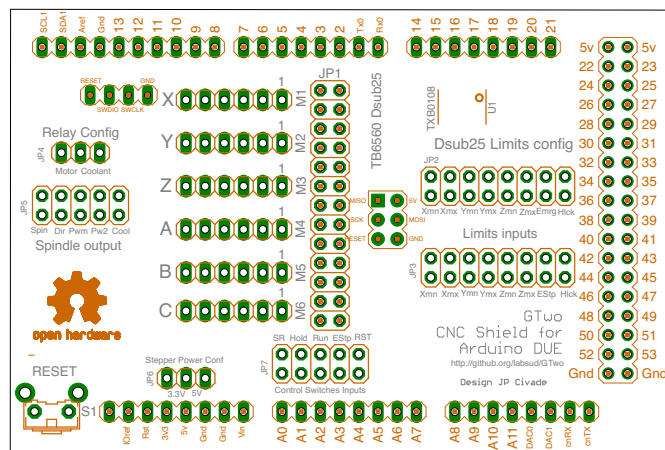 SCL1 SDA1 Aref Gnd 13 12 11 10 9 8 7 6 5 4 3 2 Tx0 Rx0 14 15 16 17 18 19 20 21
RESET GND
SWDIO SWCLK
X 1 M1
Y 1 M2
Z 1 M3
A 1 M4
B 1 M5
C 1 M6
JP1
TB6560 Dsub25
TXB0108
U1
Relay Config
JP4
Motor Coolant
JP5
Spin Dir Pwm Pw2 Cool
Spindle output
open hardware
MISO 5V
SCK MOSI
RESET GND
Dsub25 Limits config
JP2
Xmn Xmx Ymn Ymx Zmn Zmx Emrg Hlck
Limits inputs
JP3
Xmn Xmx Ymn Ymx Zmn Zmx EStp Hlck
5v 5v
22 23
24 25
26 27
28 29
30 31
32 33
34 35
36 37
38 39
40 41
42 43
44 45
46 47
48 49
50 51
52 53
Gnd Gnd
GTwo
CNC Shield for
Arduino DUE
http://github.org/labsud/GTwo
Design JP Civade
SR Hold Run EStp RST
JP7
Control Switches Inputs
Stepper Power Conf
JP6
3.3V 5V
RESET
S1
IOref Rst 3v3 5v Gnd Gnd Vin A0 A1 A2 A3 A4 A5 A6 A7 A8 A9 A10 A11 DAC0 DAC1 cnRX cnTX